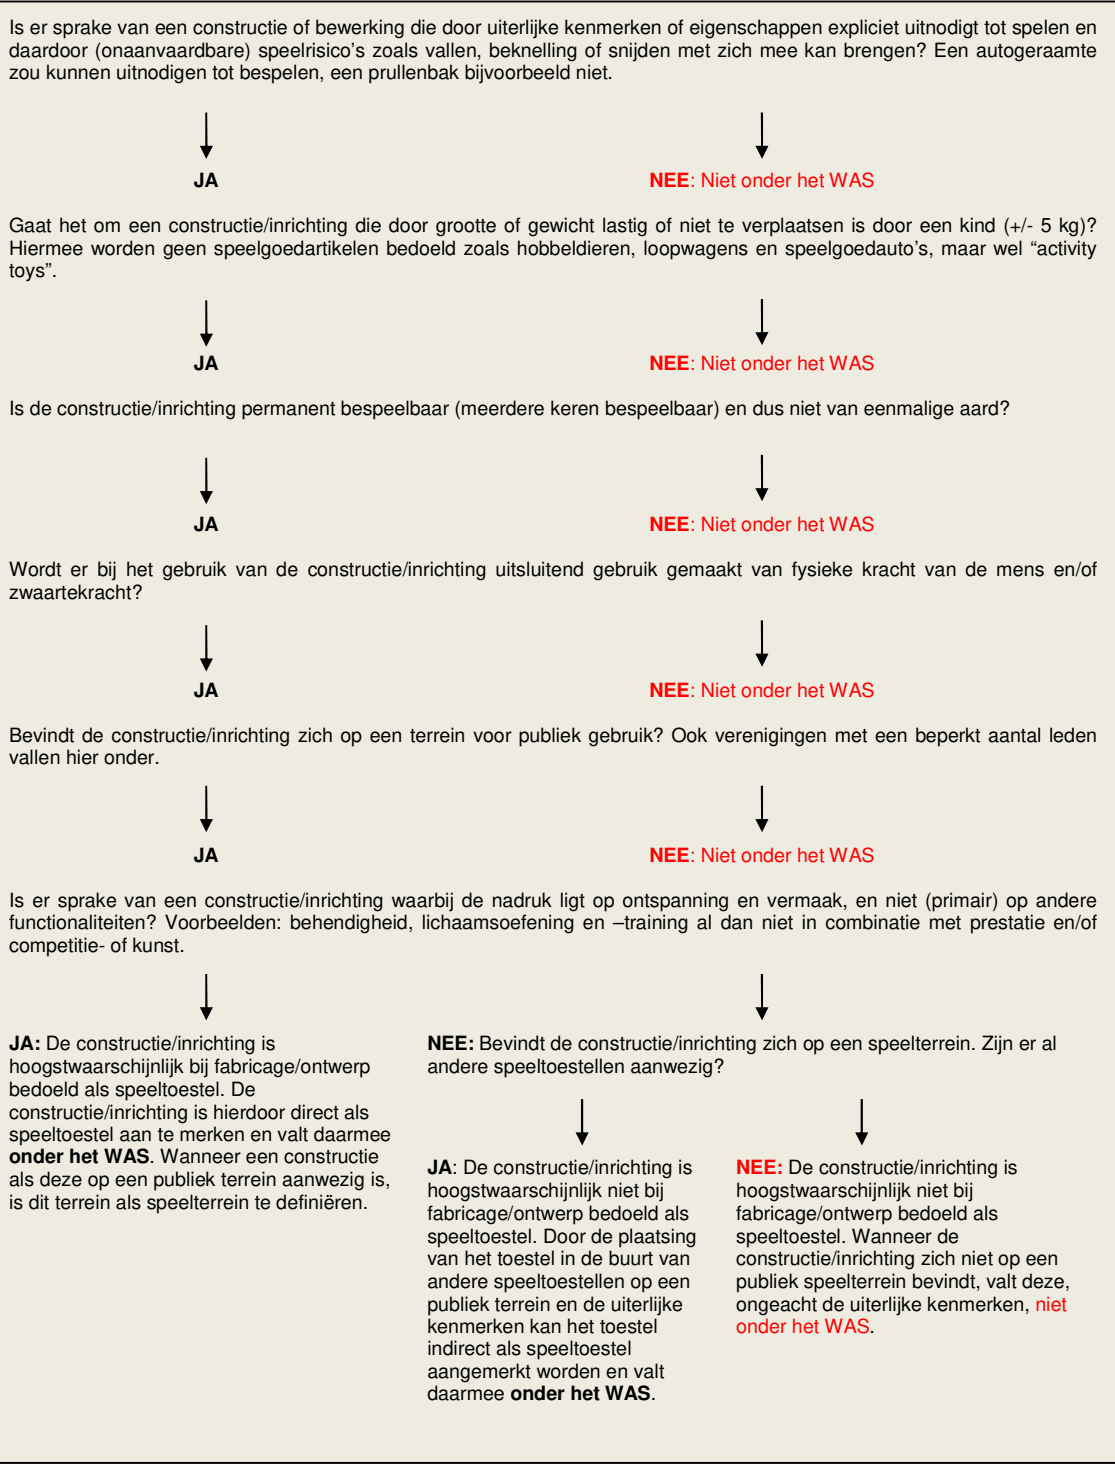 Is er sprake van een constructie of bewerking die door uiterlijke kenmerken of eigenschappen expliciet uitnodigt tot spelen en
daardoor (onaanvaardbare) speelrisico’s zoals vallen, beknelling of snijden met zich mee kan brengen? Een autogeraamte
zou kunnen uitnodigen tot bespelen, een prullenbak bijvoorbeeld niet.
JA
NEE: Niet onder het WAS
Gaat het om een constructie/inrichting die door grootte of gewicht lastig of niet te verplaatsen is door een kind (+/- 5 kg)?
Hiermee worden geen speelgoedartikelen bedoeld zoals hobbeldieren, loopwagens en speelgoedauto’s, maar wel “activity
toys”.
JA
NEE: Niet onder het WAS
Is de constructie/inrichting permanent bespeelbaar (meerdere keren bespeelbaar) en dus niet van eenmalige aard?
JA
NEE: Niet onder het WAS
Wordt er bij het gebruik van de constructie/inrichting uitsluitend gebruik gemaakt van fysieke kracht van de mens en/of
zwaartekracht?
JA
NEE: Niet onder het WAS
Bevindt de constructie/inrichting zich op een terrein voor publiek gebruik? Ook verenigingen met een beperkt aantal leden
vallen hier onder.
JA
NEE: Niet onder het WAS
Is er sprake van een constructie/inrichting waarbij de nadruk ligt op ontspanning en vermaak, en niet (primair) op andere
functionaliteiten? Voorbeelden: behendigheid, lichaamsoefening en –training al dan niet in combinatie met prestatie en/of
competitie- of kunst.
JA: De constructie/inrichting is
hoogstwaarschijnlijk bij fabricage/ontwerp
bedoeld als speeltoestel. De
constructie/inrichting is hierdoor direct als
speeltoestel aan te merken en valt daarmee
onder het WAS. Wanneer een constructie
als deze op een publiek terrein aanwezig is,
is dit terrein als speelterrein te definiëren.
NEE: Bevindt de constructie/inrichting zich op een speelterrein. Zijn er al
andere speeltoestellen aanwezig?
JA: De constructie/inrichting is
hoogstwaarschijnlijk niet bij
fabricage/ontwerp bedoeld als
speeltoestel. Door de plaatsing
van het toestel in de buurt van
andere speeltoestellen op een
publiek terrein en de uiterlijke
kenmerken kan het toestel
indirect als speeltoestel
aangemerkt worden en valt
daarmee onder het WAS.
NEE: De constructie/inrichting is
hoogstwaarschijnlijk niet bij
fabricage/ontwerp bedoeld als
speeltoestel. Wanneer de
constructie/inrichting zich niet op een
publiek speelterrein bevindt, valt deze,
ongeacht de uiterlijke kenmerken, niet
onder het WAS.